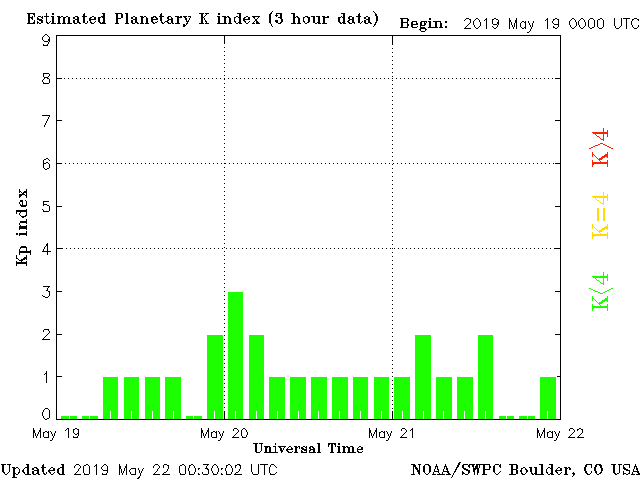 Estimated Planetary K index (3 hour data)
Begin: 2019 May 19 0000 UTC
9
8
7
6
5
4
3
2
1
0
Kp index
K>4
K=4
K<4
May 19
May 20
May 21
May 22
Universal Time
Updated 2019 May 22 00:30:02 UTC
NOAA/SWPC Boulder, CO USA